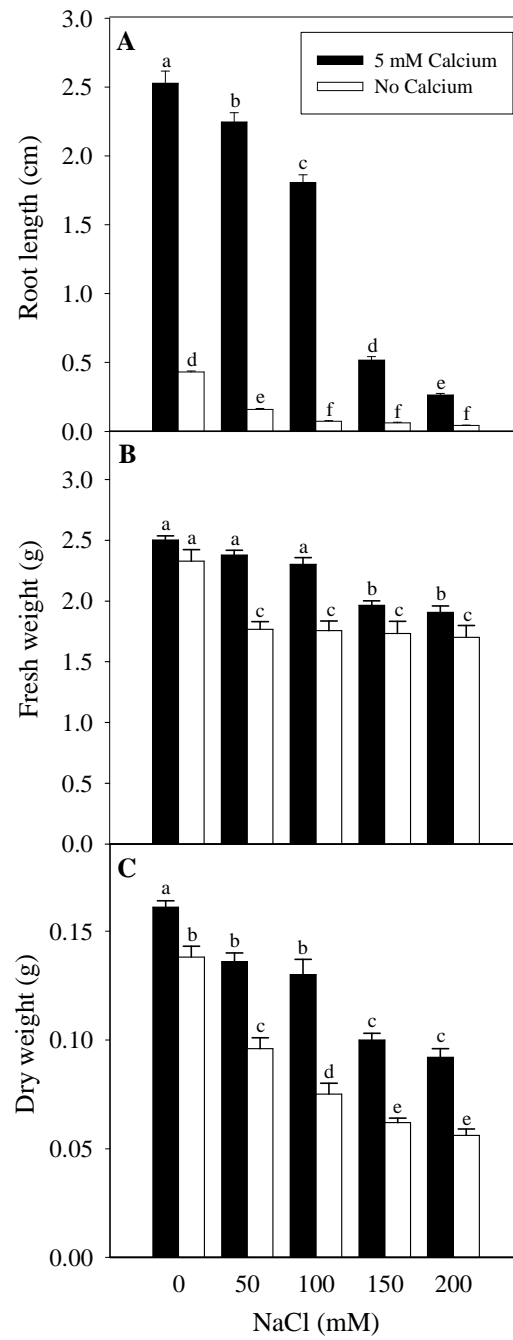 A
5 mM Calcium
No Calcium
3.0
2.5
2.0
1.5
1.0
0.5
0.0
Root length (cm)
a
b
c
d
e
d
e
f
f
f
B
3.0
2.5
2.0
1.5
1.0
0.5
0.0
Fresh weight (g)
a
a
a
c
a
c
b
c
b
c
C
0.15
0.10
0.05
0.00
Dry weight (g)
a
b
b
c
b
d
c
e
c
e
0 50 100 150 200
NaCl (mM)